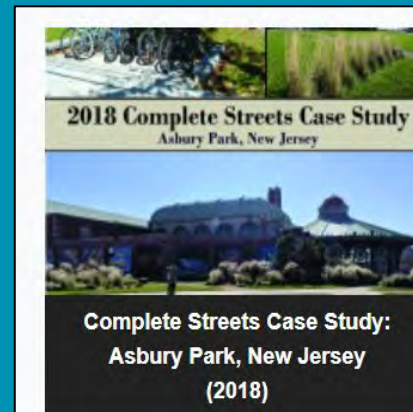 2018 Complete Streets Case Study
Asbury Park, New Jersey
Complete Streets Case Study:
Asbury Park, New Jersey
(2018)